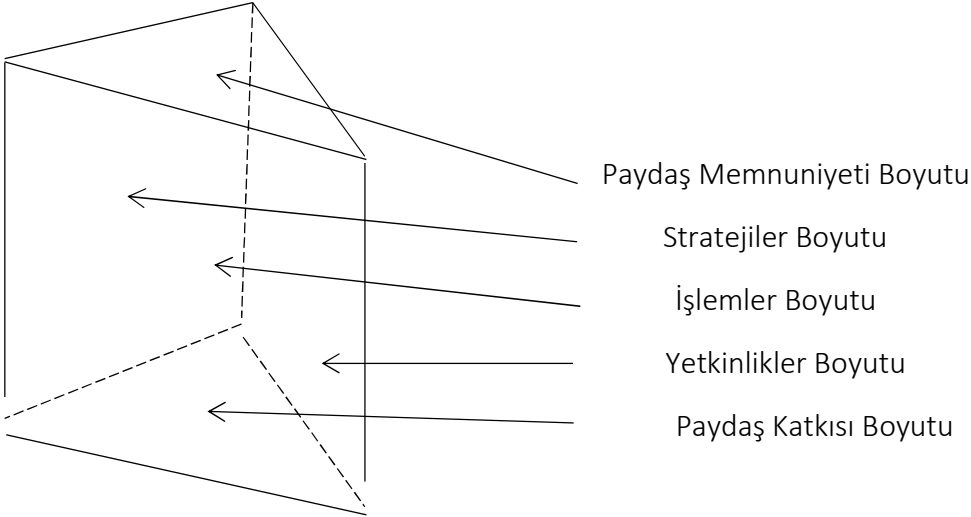 Paydaş Memnuniyeti Boyutu
Stratejiler Boyutu
İşlemler Boyutu
Yetkinlikler Boyutu
Paydaş Katkısı Boyutu